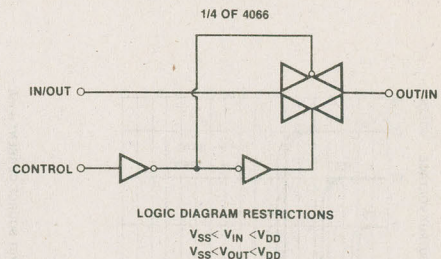 1/4 OF 4066
IN/OUT
OUT/IN
CONTROL
LOGIC DIAGRAM RESTRICTIONS
VSS< VIN <VDD
VSS<VOUT<VDD